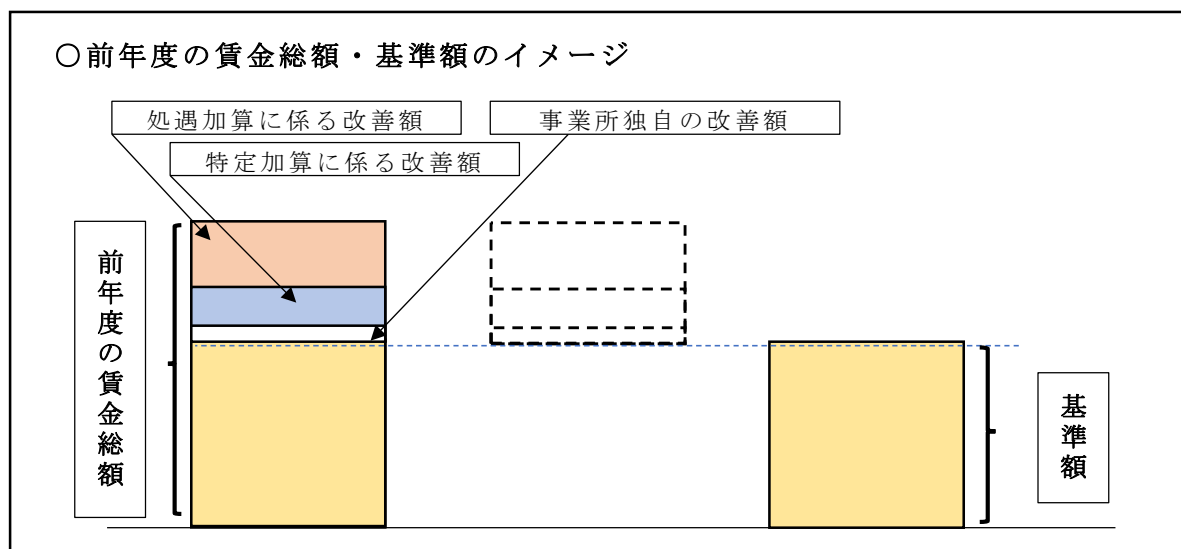 〇前年度の賃金総額・基準額のイメージ
処遇加算に係る改善額
事業所独自の改善額
特定加算に係る改善額
前年度の賃金総額
基準額